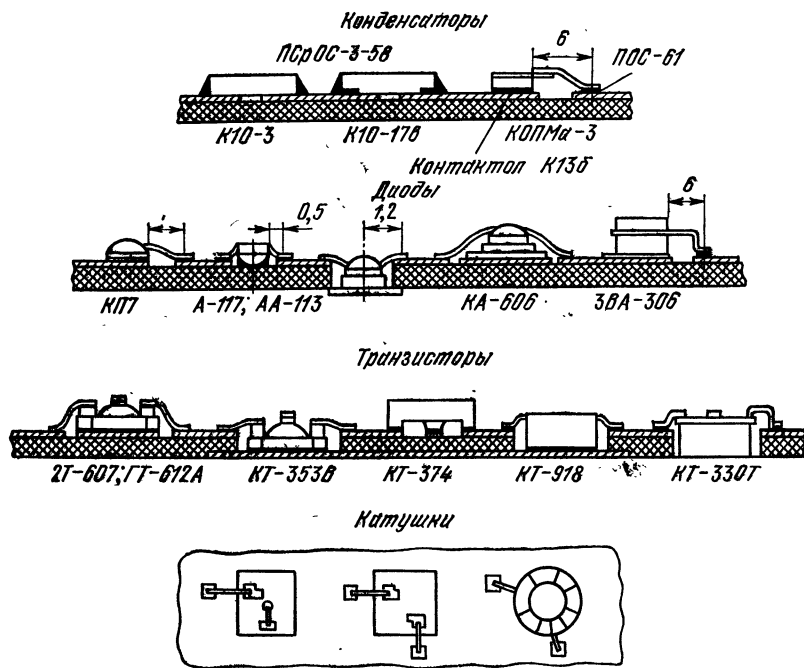 Конденсаторы
ПСрОС-3-58
6
ПОС-61
К10-3
К10-17в
КОПМа-3
Контактол К13б
Диоды
0,5
1,2
6
КП7
А-117; АА-113
КА-606
3ВА-306
Транзисторы
2Т-607; ГТ-612А
КТ-353В
КТ-374
КТ-918
КТ-330Т
Катушки